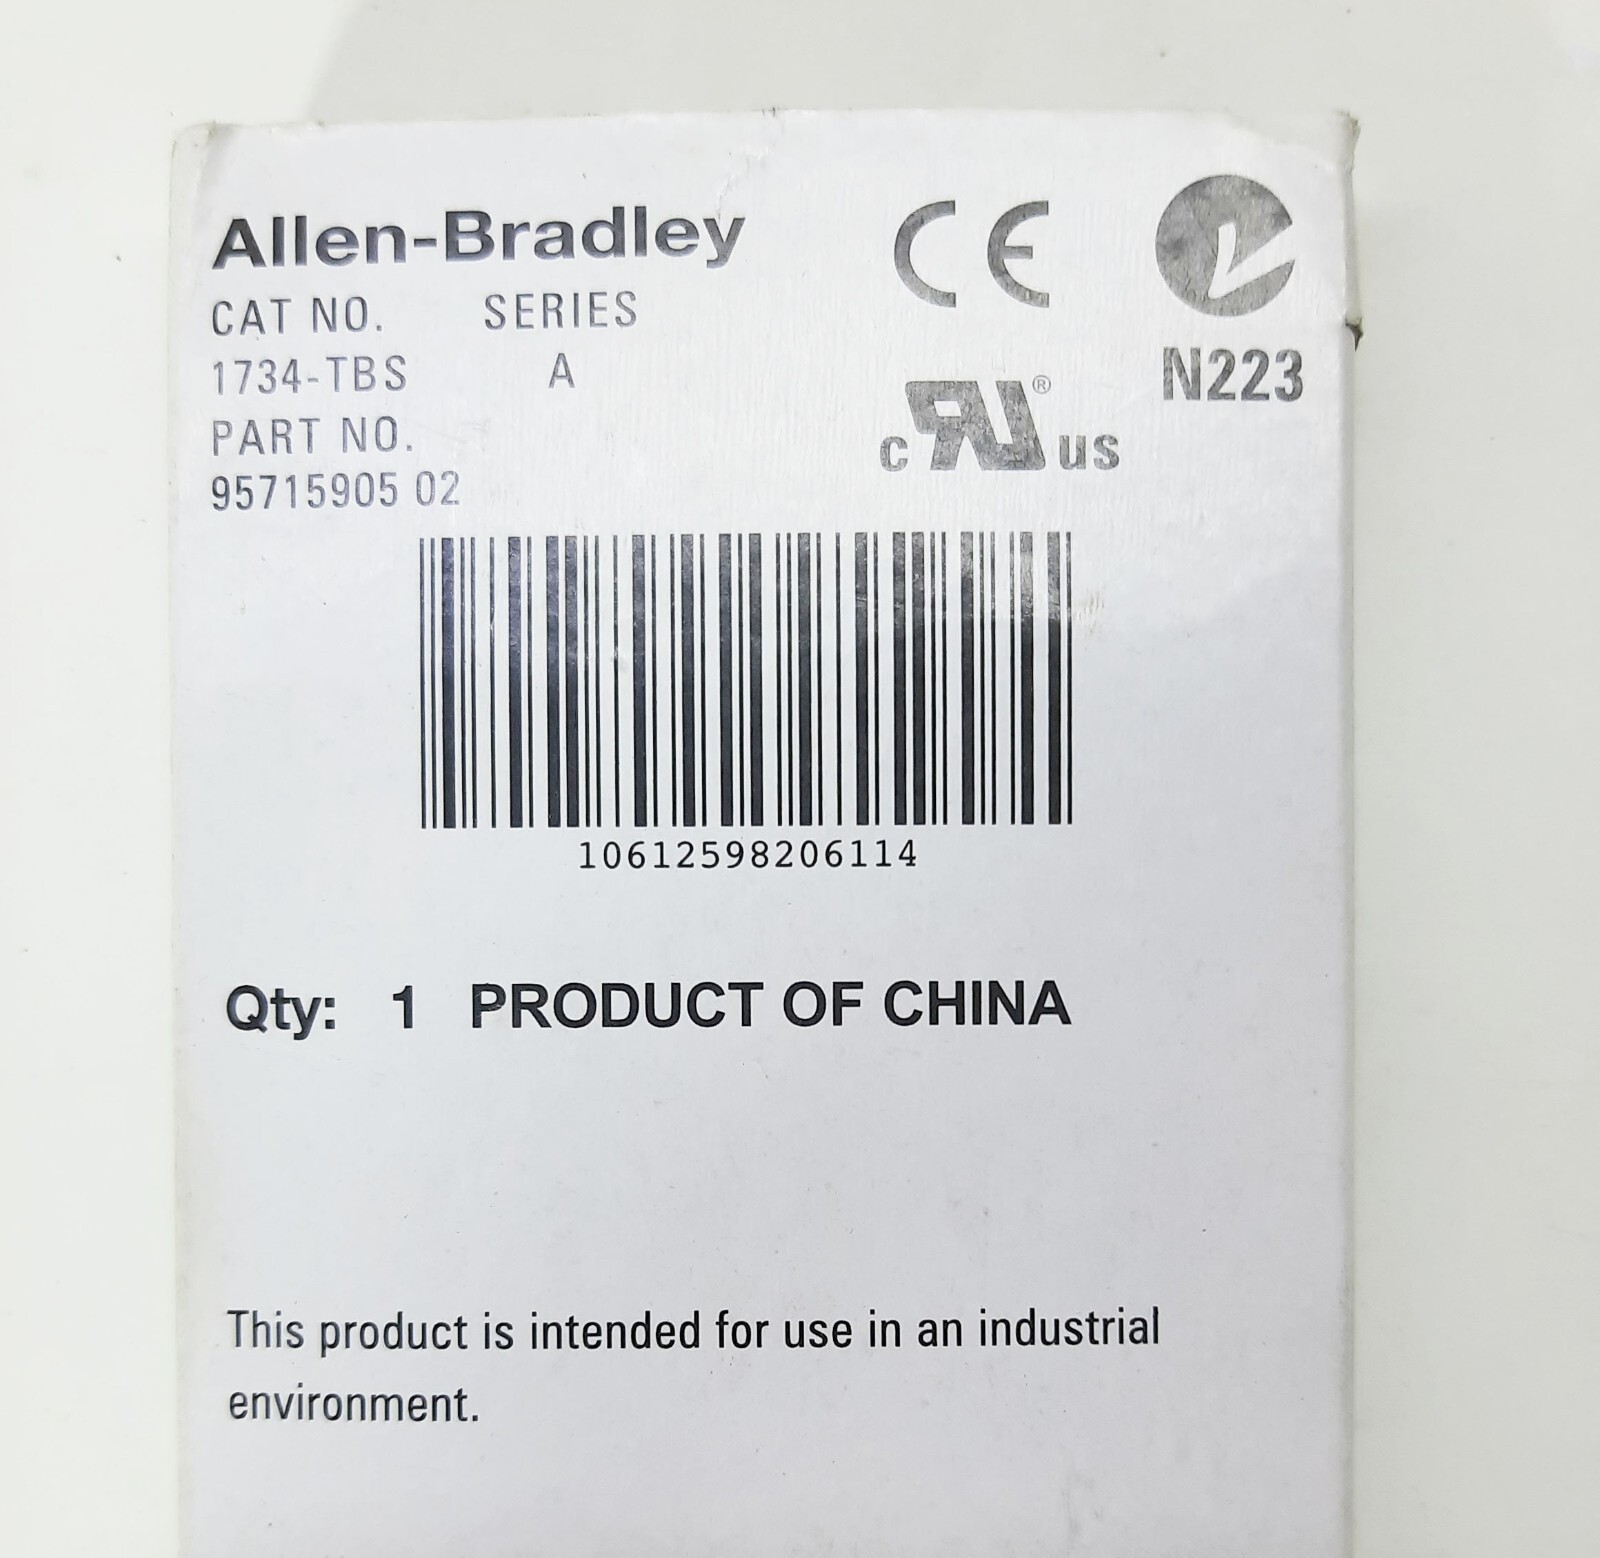 Allen-Bradley
CAT NO. SERIES
1734-TBS A
PART NO.
95715905 02
CE
N223
c RU ® us
10612598206114
Qty: 1 PRODUCT OF CHINA
This product is intended for use in an industrial
environment.